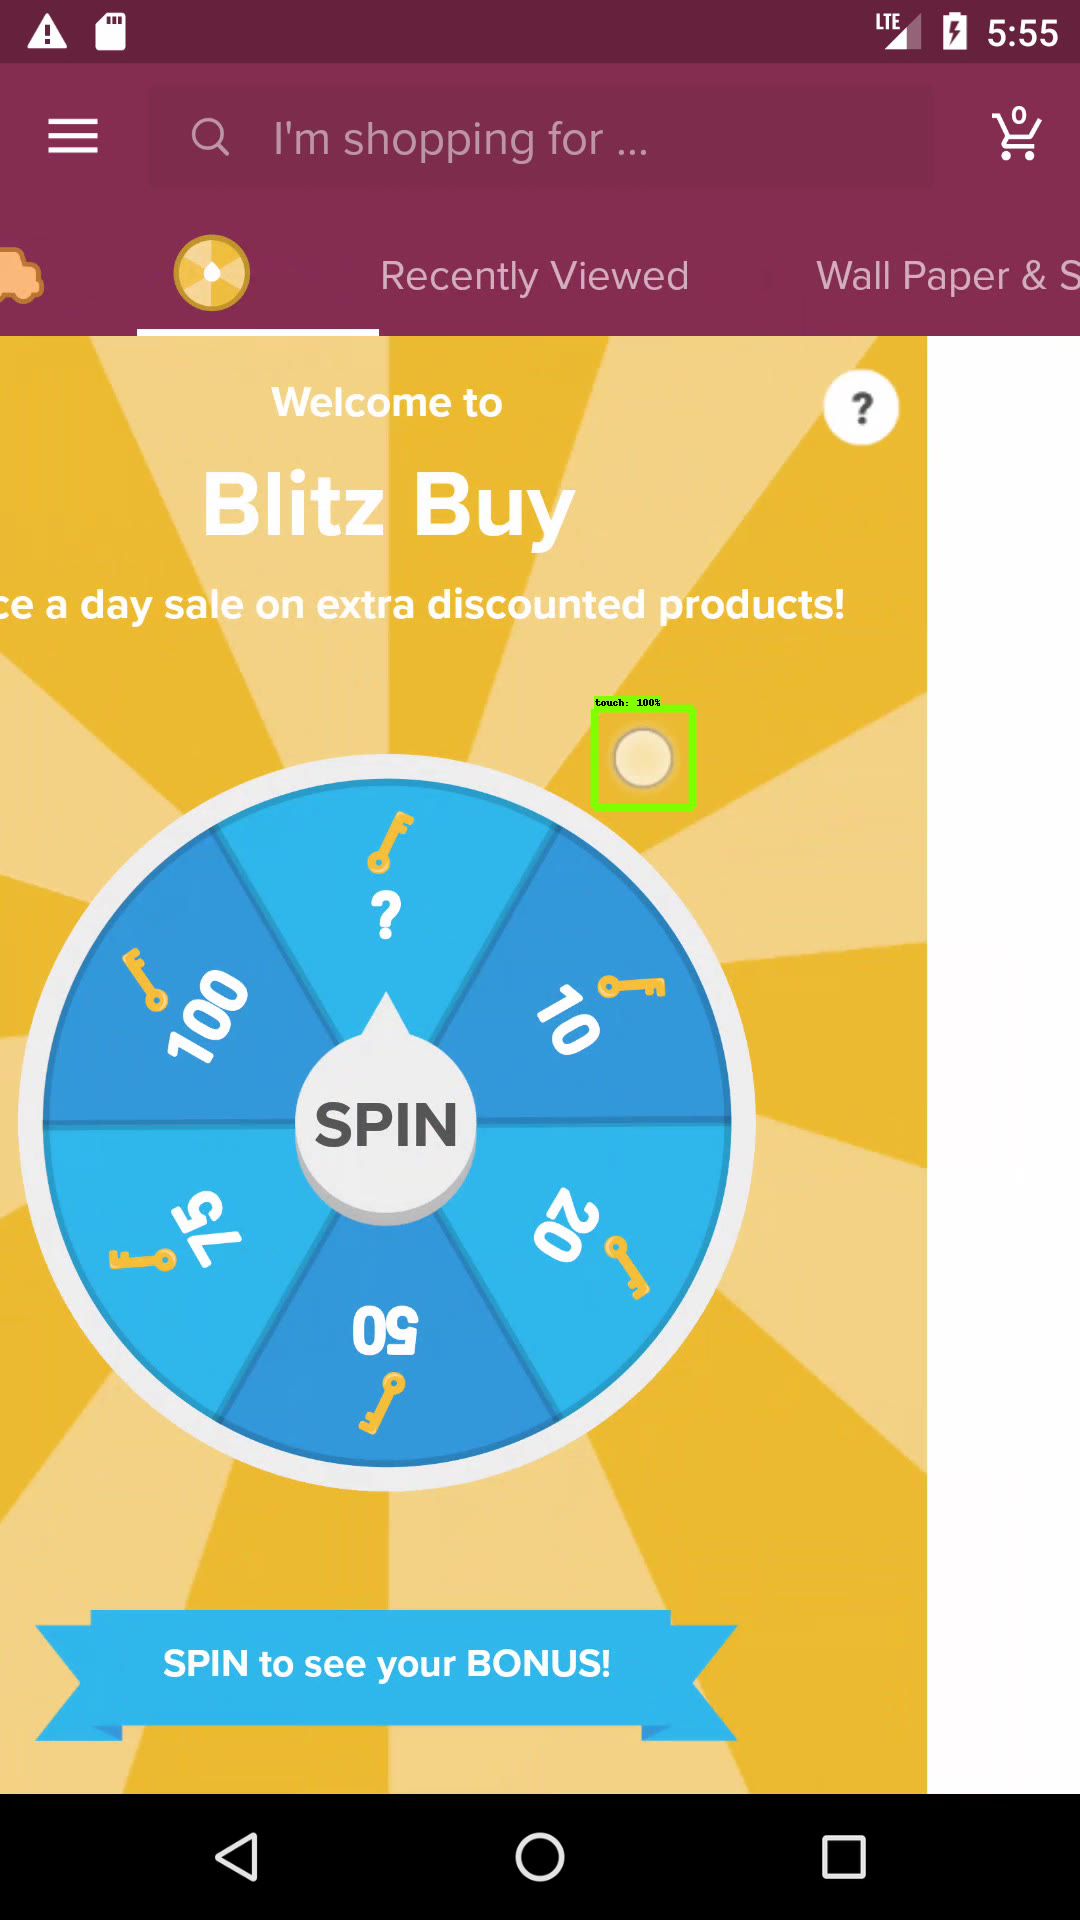 LTE 5:55
I'm shopping for ...
0
Recently Viewed
Wall Paper & S
Welcome to
?
Blitz Buy
ce a day sale on extra discounted products!
touch: 100%
?
100
10
SPIN
75
20
50
SPIN to see your BONUS!